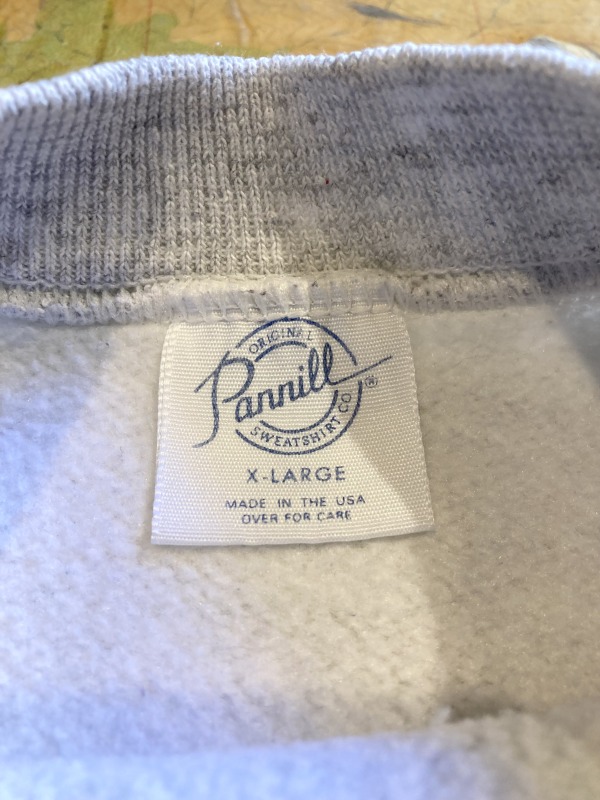 ORIGINAL
Pannill ®
SWEATSHIRT CO
X-LARGE
MADE IN THE USA
OVER FOR CARE